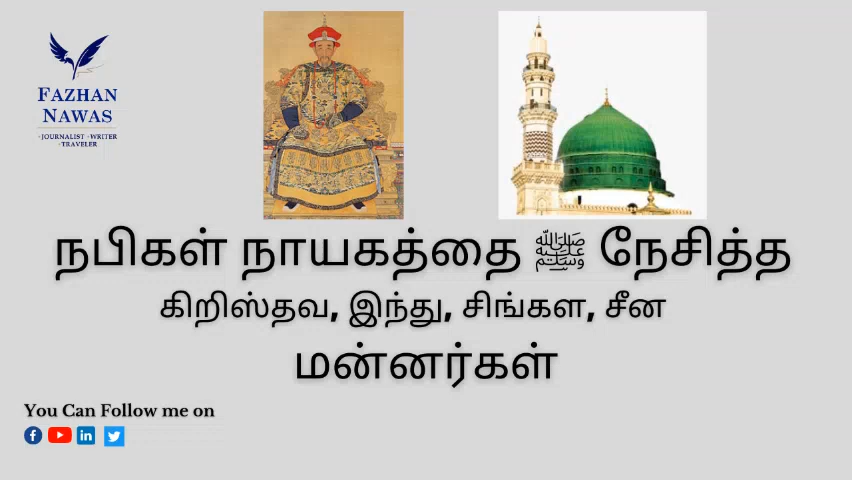 FAZHAN
NAWAS
•JOURNALIST •WRITER
•TRAVELER
நபிகள் நாயகத்தை ﷺ நேசித்த
கிறிஸ்தவ, இந்து, சிங்கள, சீன
மன்னர்கள்
You Can Follow me on